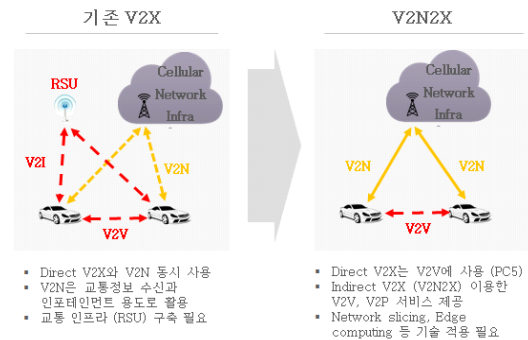 기존 V2X
V2N2X
RSU
Cellular
Network
Infra
V2I
V2N
V2V
Cellular
Network
Infra
V2N
V2N
V2V
▪ Direct V2X와 V2N 동시 사용
▪ V2N은 교통정보 수신과
인포테인먼트 용도로 활용
▪ 교통 인프라 (RSU) 구축 필요
▪ Direct V2X는 V2V에 사용 (PC5)
▪ Indirect V2X (V2N2X) 이용한
V2V, V2P 서비스 제공
▪ Network slicing, Edge
computing 등 기술 적용 필요